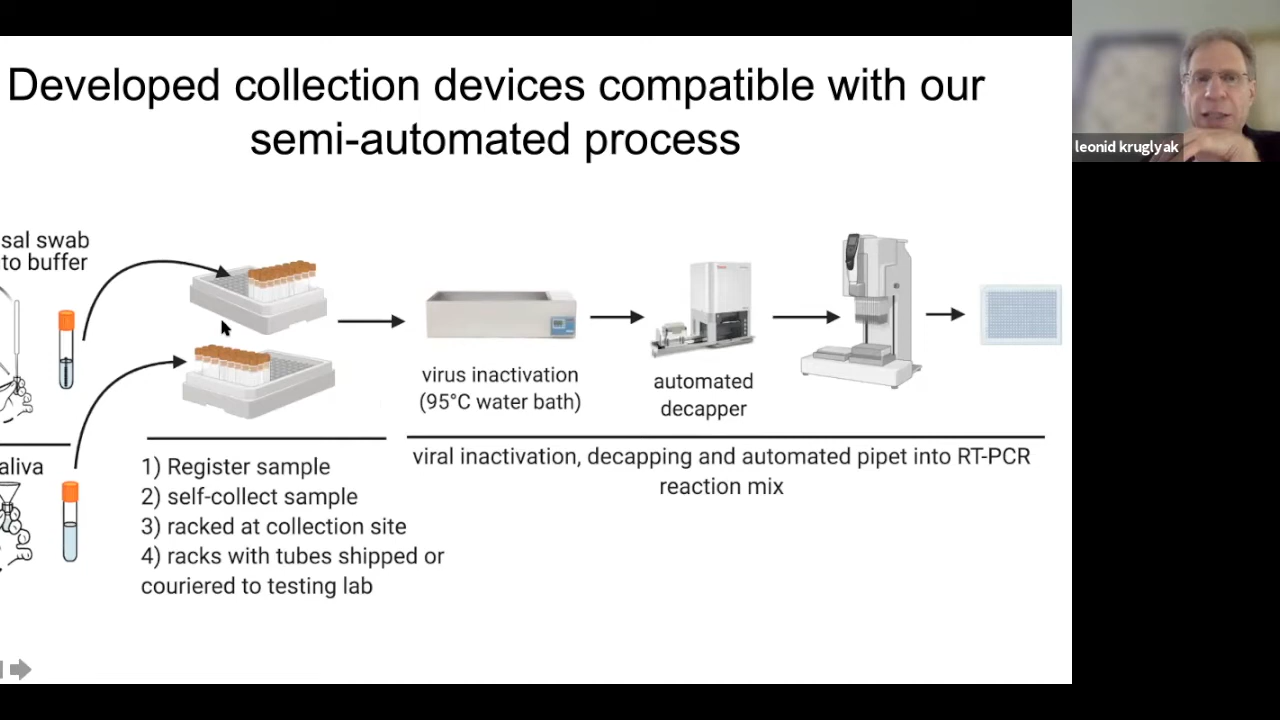 Developed collection devices compatible with our
semi-automated process
leonid kruglyak
sal swab
to buffer
virus inactivation
(95°C water bath)
automated
decapper
aliva
1) Register sample
2) self-collect sample
3) racked at collection site
4) racks with tubes shipped or
couriered to testing lab
viral inactivation, decapping and automated pipet into RT-PCR
reaction mix